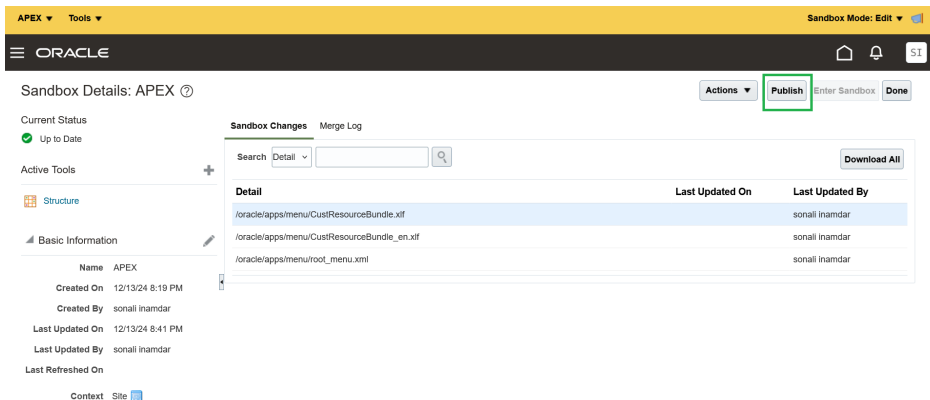 APEX Tools Sandbox Mode: Edit
ORACLE SI
Sandbox Details: APEX ? Actions Publish Enter Sandbox Done
Current Status
Up to Date
Active Tools
Structure
Basic Information
Name APEX
Created On 12/13/24 8:19 PM
Created By sonali inamdar
Last Updated On 12/13/24 8:41 PM
Last Updated By sonali inamdar
Last Refreshed On
Context Site
Sandbox Changes Merge Log
Search Detail Download All
Detail Last Updated On Last Updated By
/oracle/apps/menu/CustResourceBundle.xlf sonali inamdar
/oracle/apps/menu/CustResourceBundle_en.xlf sonali inamdar
/oracle/apps/menu/root_menu.xml sonali inamdar